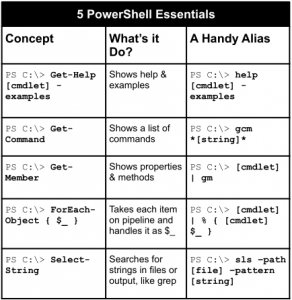 5 PowerShell Essentials
Concept
What's it
Do?
A Handy Alias
PS C:\> Get-Help
[cmdlet] -
examples
Shows help &
examples
PS C:\> help
[cmdlet] -
examples
PS C:\> Get-
Command
Shows a list of
commands
PS C:\> gcm
*[string]*
PS C:\> Get-
Member
Shows properties
& methods
PS C:\> [cmdlet]
| gm
PS C:\> ForEach-
Object { $_ }
Takes each item
on pipeline and
handles it as $_
PS C:\> [cmdlet]
| % { [cmdlet]
$_ }
PS C:\> Select-
String
Searches for
strings in files or
output, like grep
PS C:\> sls -path
[file] -pattern
[string]